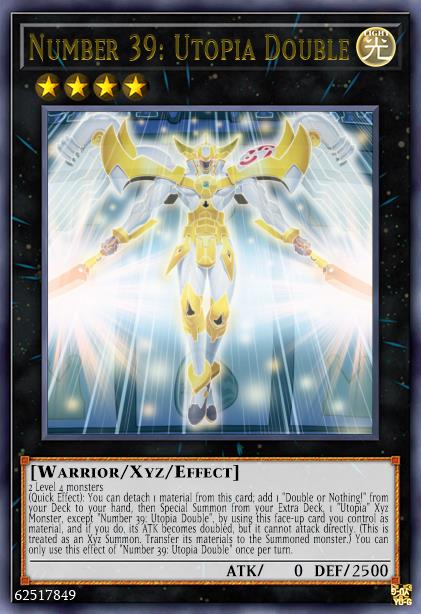 Number 39: Utopia Double
LIGHT
光
39
[Warrior/Xyz/Effect]
2 Level 4 monsters
(Quick Effect): You can detach 1 material from this card; add 1 "Double or Nothing!" from
your Deck to your hand, then Special Summon from your Extra Deck, 1 "Utopia" Xyz
Monster, except "Number 39: Utopia Double", by using this face-up card you control as
material, and if you do, its ATK becomes doubled, but it cannot attack directly. (This is
treated as an Xyz Summon. Transfer its materials to the Summoned monster.) You can
only use this effect of "Number 39: Utopia Double" once per turn.
ATK/ 0 DEF/2500
62517849